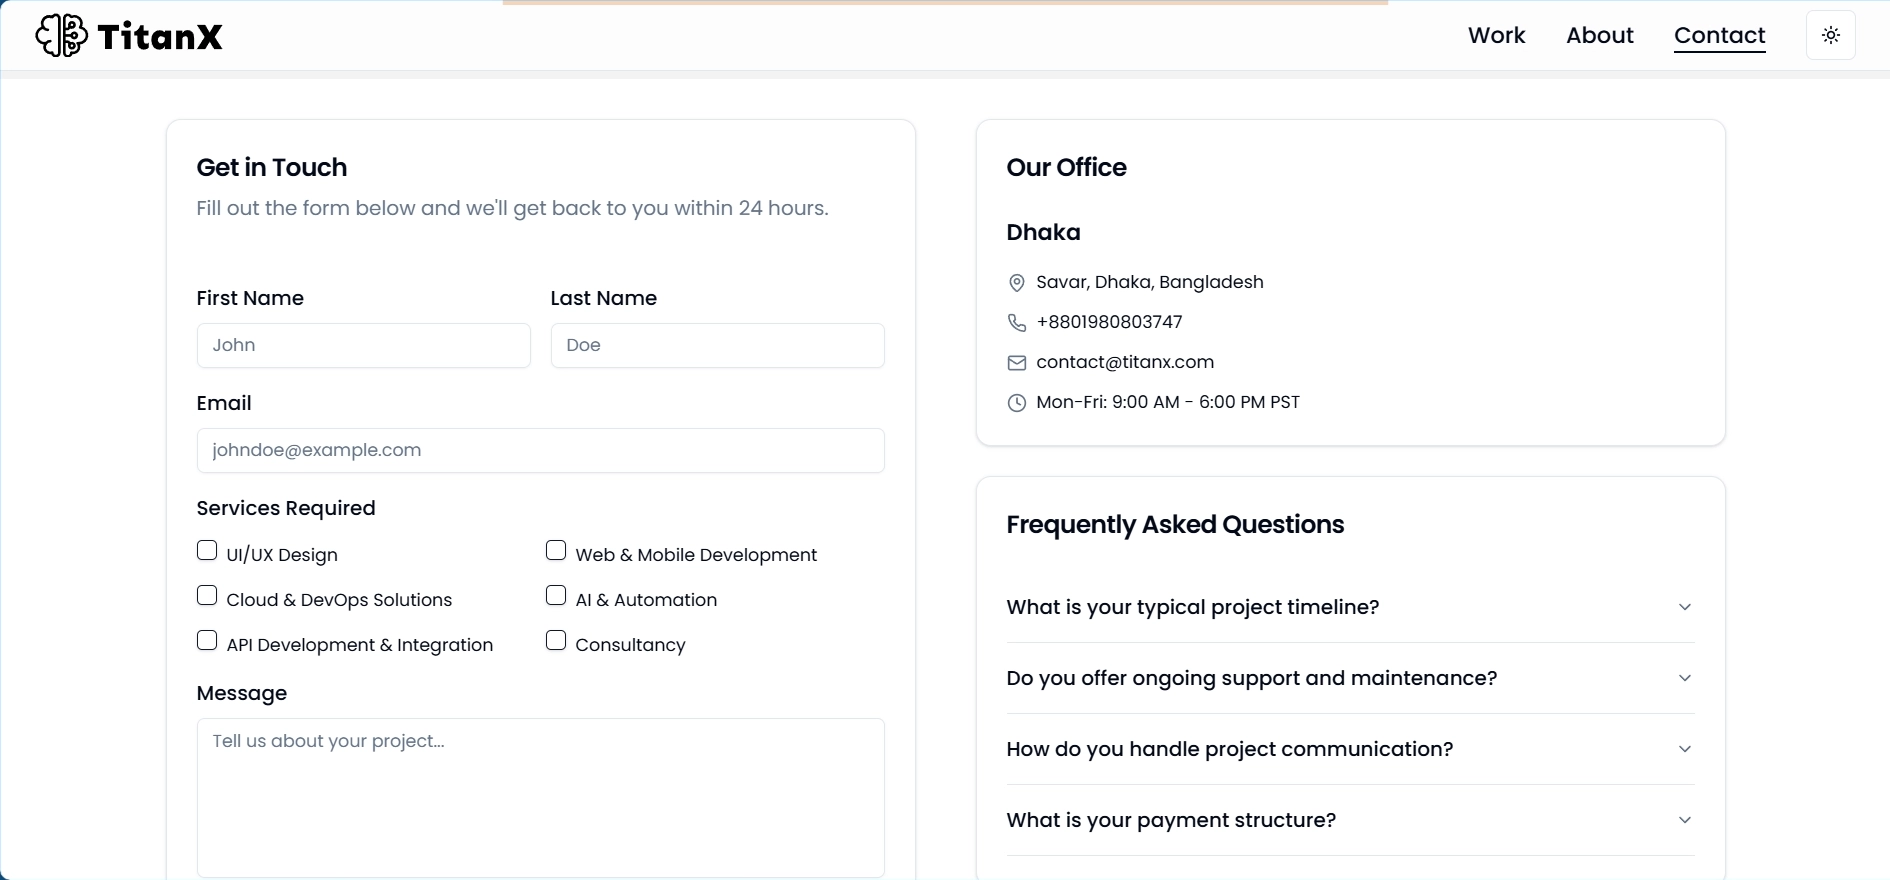 TitanX
Work
About
Contact
Get in Touch
Fill out the form below and we'll get back to you within 24 hours.
First Name
Last Name
John
Doe
Email
johndoe@example.com
Services Required
UI/UX Design
Web & Mobile Development
Cloud & DevOps Solutions
AI & Automation
API Development & Integration
Consultancy
Message
Tell us about your project...
Our Office
Dhaka
Savar, Dhaka, Bangladesh
+8801980803747
contact@titanx.com
Mon-Fri: 9:00 AM - 6:00 PM PST
Frequently Asked Questions
What is your typical project timeline?
Do you offer ongoing support and maintenance?
How do you handle project communication?
What is your payment structure?